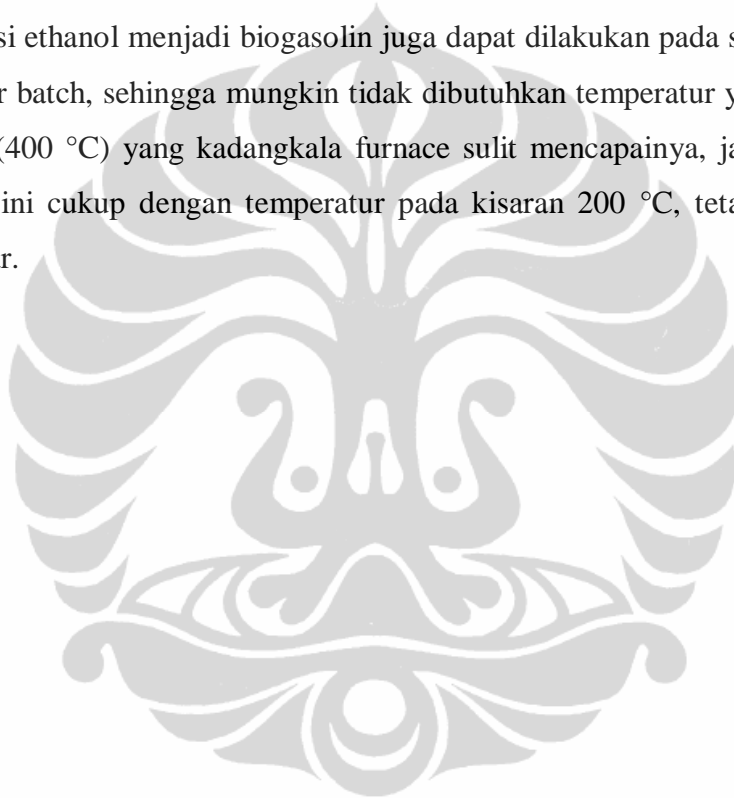 si ethanol menjadi biogasolin juga dapat dilakukan pada s
r batch, sehingga mungkin tidak dibutuhkan temperatur y
(400 °C) yang kadangkala furnace sulit mencapainya, ja
ini cukup dengan temperatur pada kisaran 200 °C, teta
r.